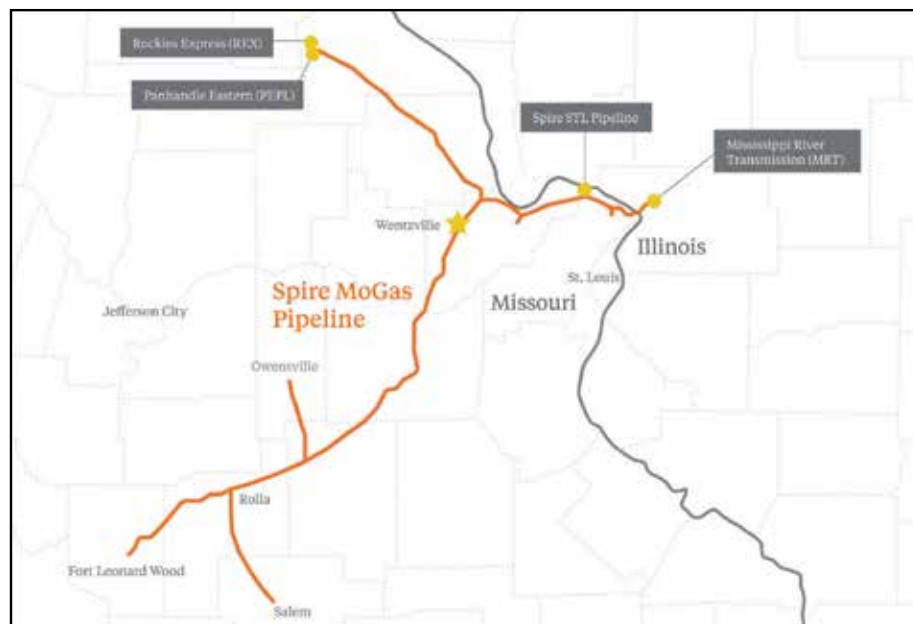 Rockies Express (REX)
Panhandle Eastern (PEPL)
Spire STL Pipeline
Mississippi River
Transmission (MRT)
Wentzville
Illinois
St. Louis
Spire MoGas
Pipeline
Missouri
Jefferson City
Owensville
Rolla
Fort Leonard Wood
Salem